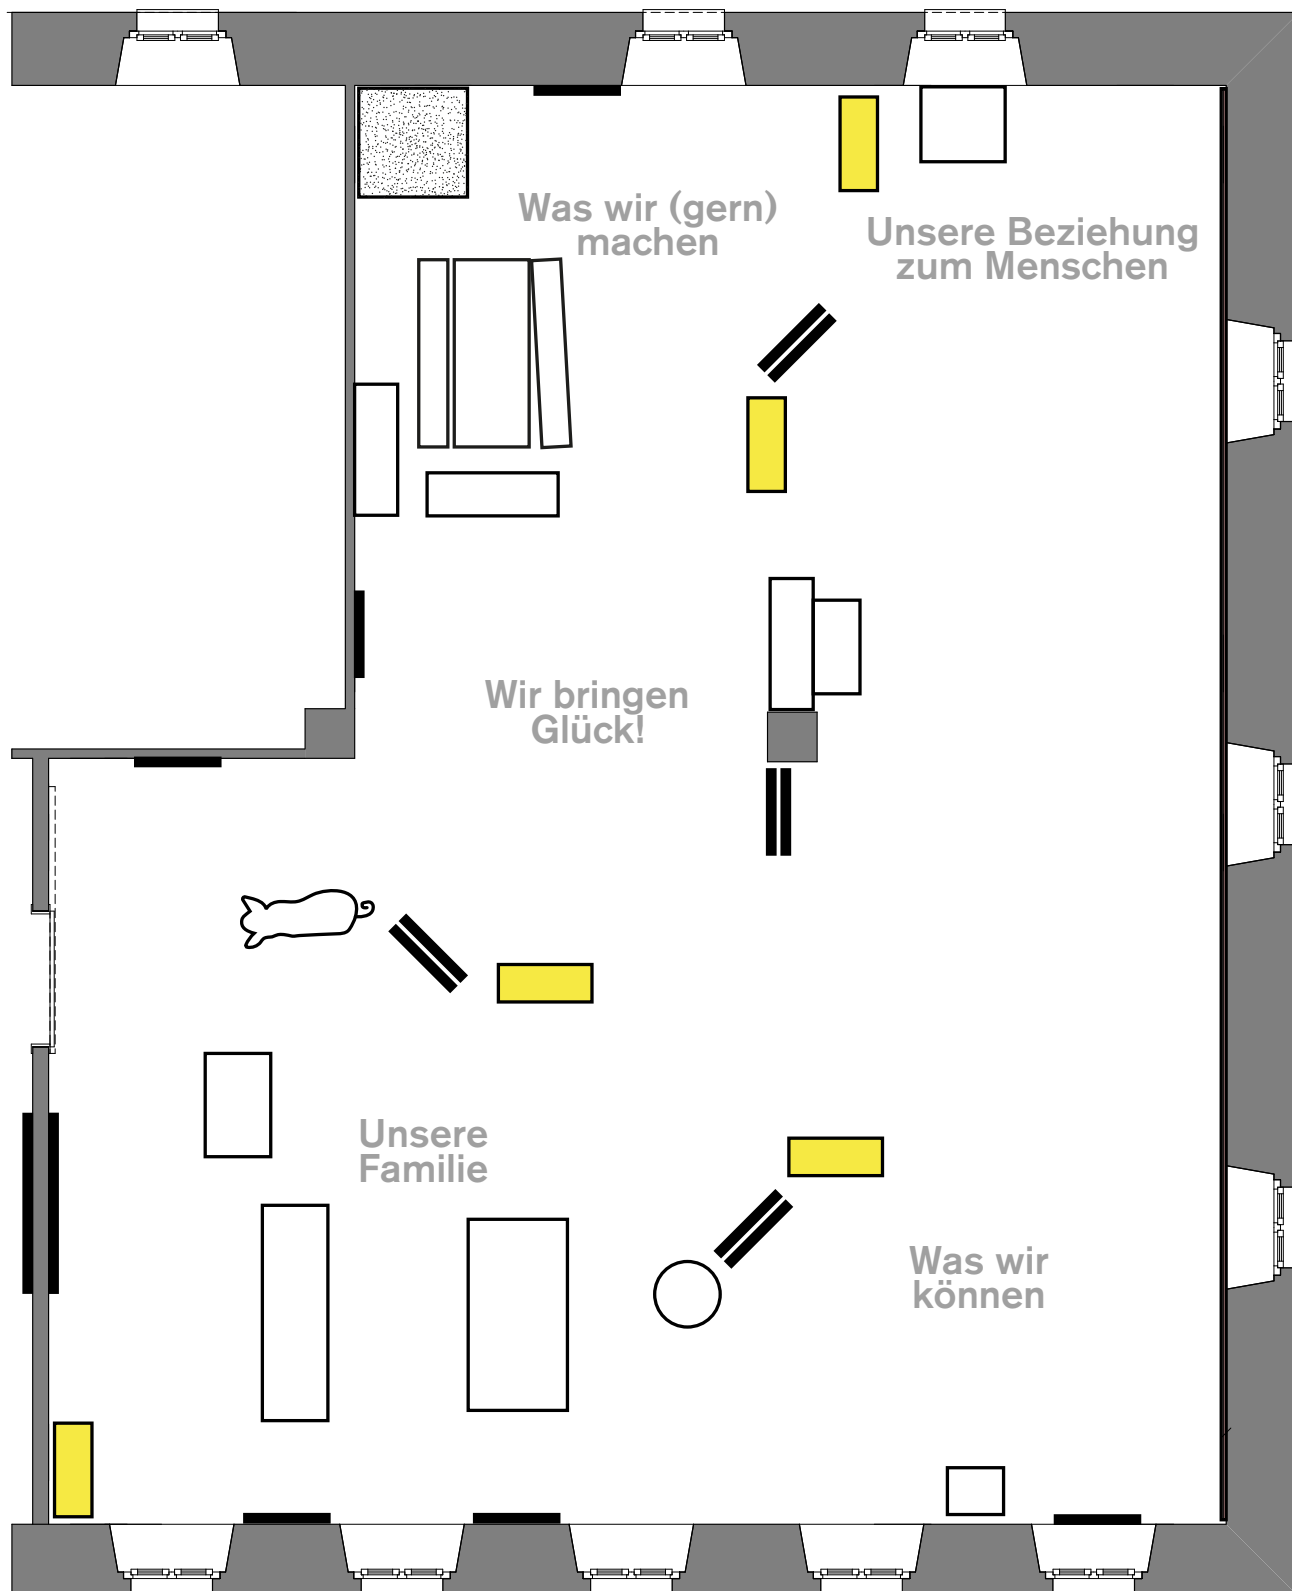 Was wir (gern)
machen
Unsere Beziehung
zum Menschen
Wir bringen
Glück!
Unsere
Familie
Was wir
können